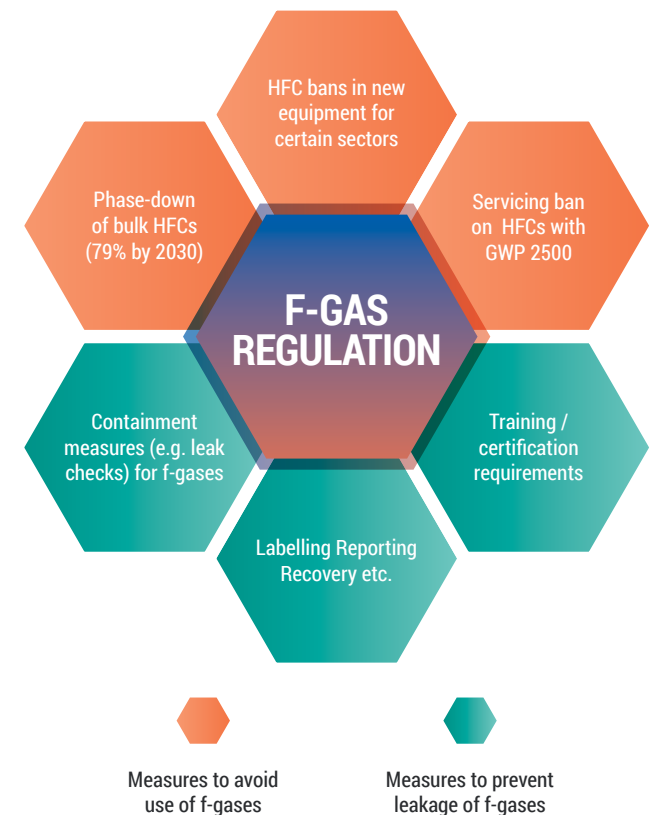 HFC bans in new
equipment for
certain sectors
Phase-down
of bulk HFCs
(79% by 2030)
Servicing ban
on HFCs with
GWP 2500
F-GAS
REGULATION
Containment
measures (e.g. leak
checks) for f-gases
Training /
certification
requirements
Labelling Reporting
Recovery etc.
Measures to avoid
use of f-gases
Measures to prevent
leakage of f-gases